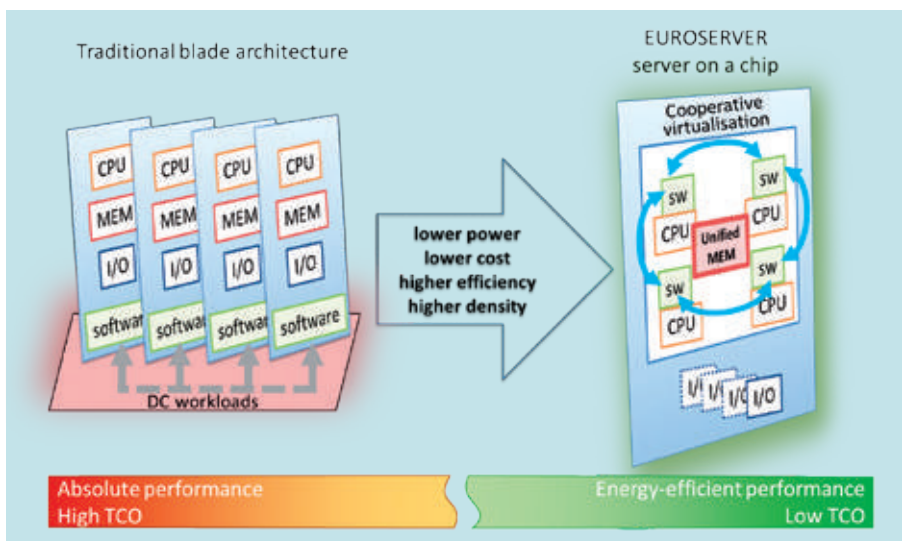 Traditional blade architecture
EUROSERVER
server on a chip
CPU
MEM
I/O
software
CPU
MEM
I/O
software
CPU
MEM
I/O
software
CPU
MEM
I/O
software
DC workloads
lower power
lower cost
higher efficiency
higher density
Cooperative
virtualisation
SW
CPU
SW
CPU
Unified
MEM
SW
CPU
SW
CPU
I/O
I/O
I/O
I/O
Absolute performance
High TCO
Energy-efficient performance
Low TCO